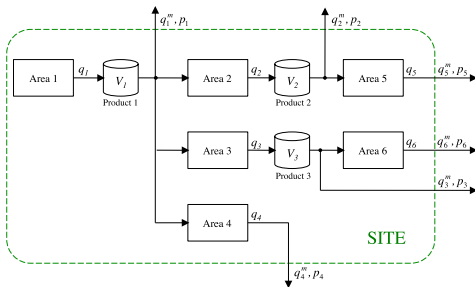 q₁ᵐ, p₁
q₂ᵐ, p₂
Area 1
q₁
V₁
Product 1
Area 2
q₂
V₂
Product 2
Area 5
q₅
q₅ᵐ, p₅
Area 3
q₃
V₃
Product 3
Area 6
q₆
q₆ᵐ, p₆
q₃ᵐ, p₃
Area 4
q₄
SITE
q₄ᵐ, p₄